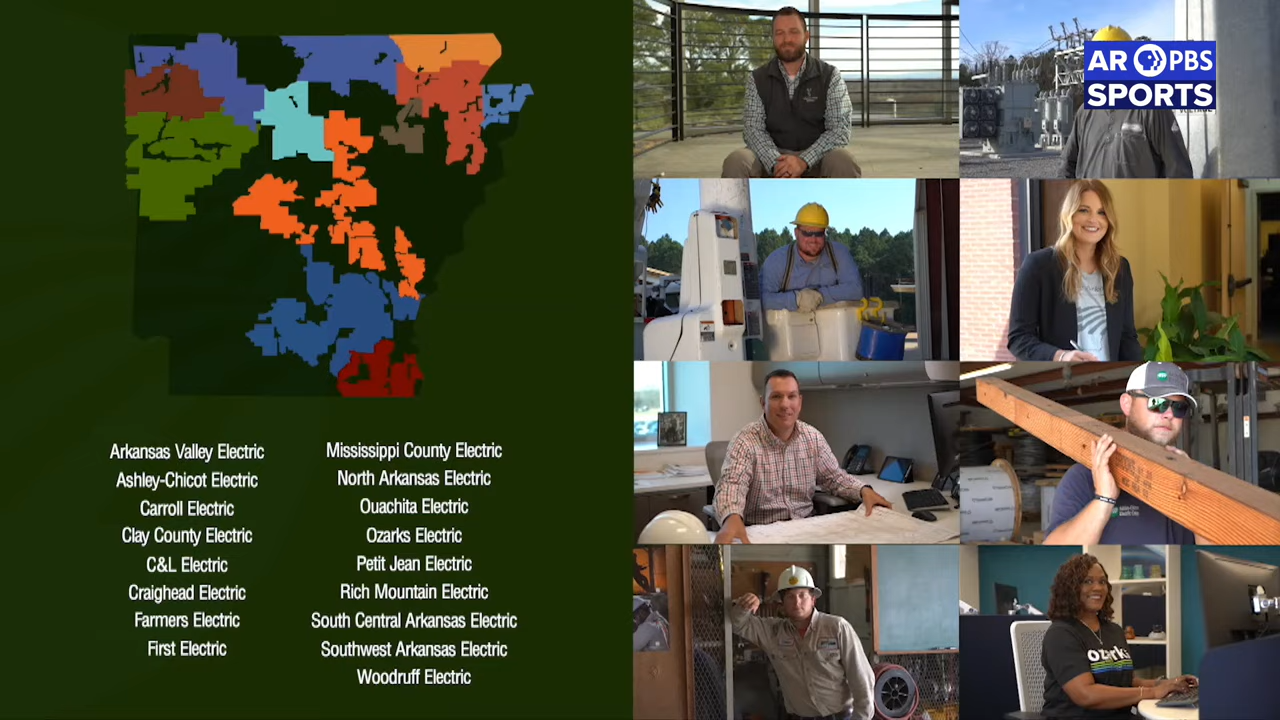 AR PBS
SPORTS
Arkansas Valley Electric
Ashley-Chicot Electric
Carroll Electric
Clay County Electric
C&L Electric
Craighead Electric
Farmers Electric
First Electric
Mississippi County Electric
North Arkansas Electric
Ouachita Electric
Ozarks Electric
Petit Jean Electric
Rich Mountain Electric
South Central Arkansas Electric
Southwest Arkansas Electric
Woodruff Electric